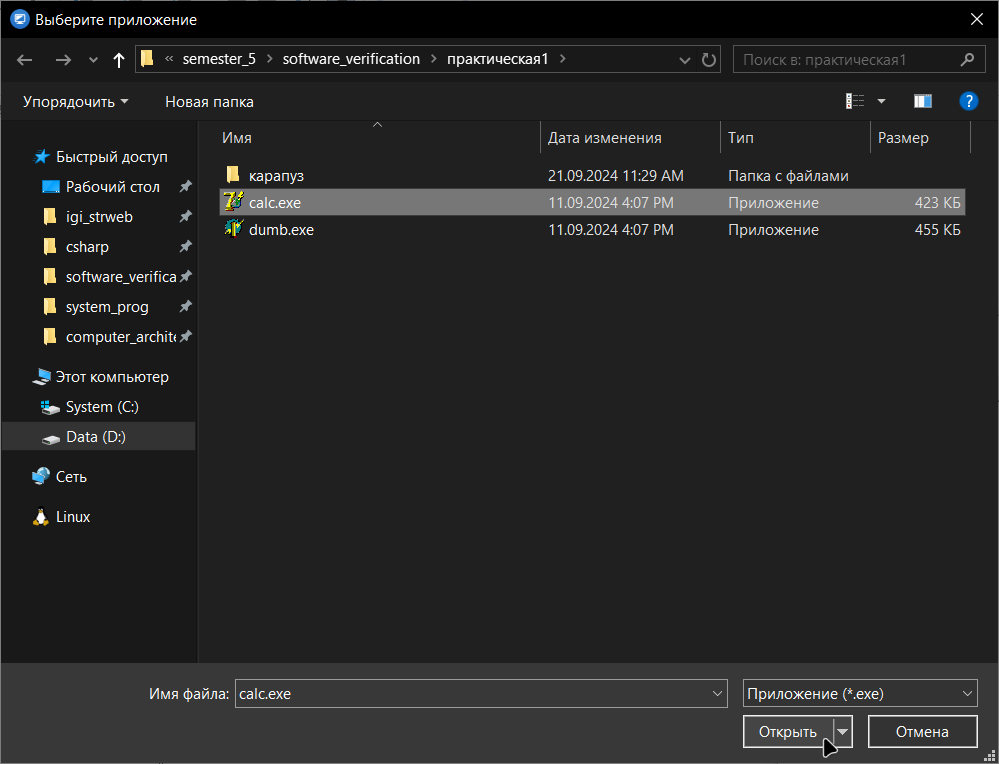 Выберите приложение
« semester_5 > software_verification > практическая1 >
Поиск в: практическая1
Упорядочить
Новая папка
?
Имя
Дата изменения
Тип
Размер
Быстрый доступ
Рабочий стол
igi_strweb
csharp
software_verifica
system_prog
computer_archite
Этот компьютер
System (C:)
Data (D:)
Сеть
Linux
карапуз 21.09.2024 11:29 AM Папка с файлами
calc.exe 11.09.2024 4:07 PM Приложение 423 КБ
dumb.exe 11.09.2024 4:07 PM Приложение 455 КБ
Имя файла: calc.exe
Приложение (*.exe)
Открыть
Отмена